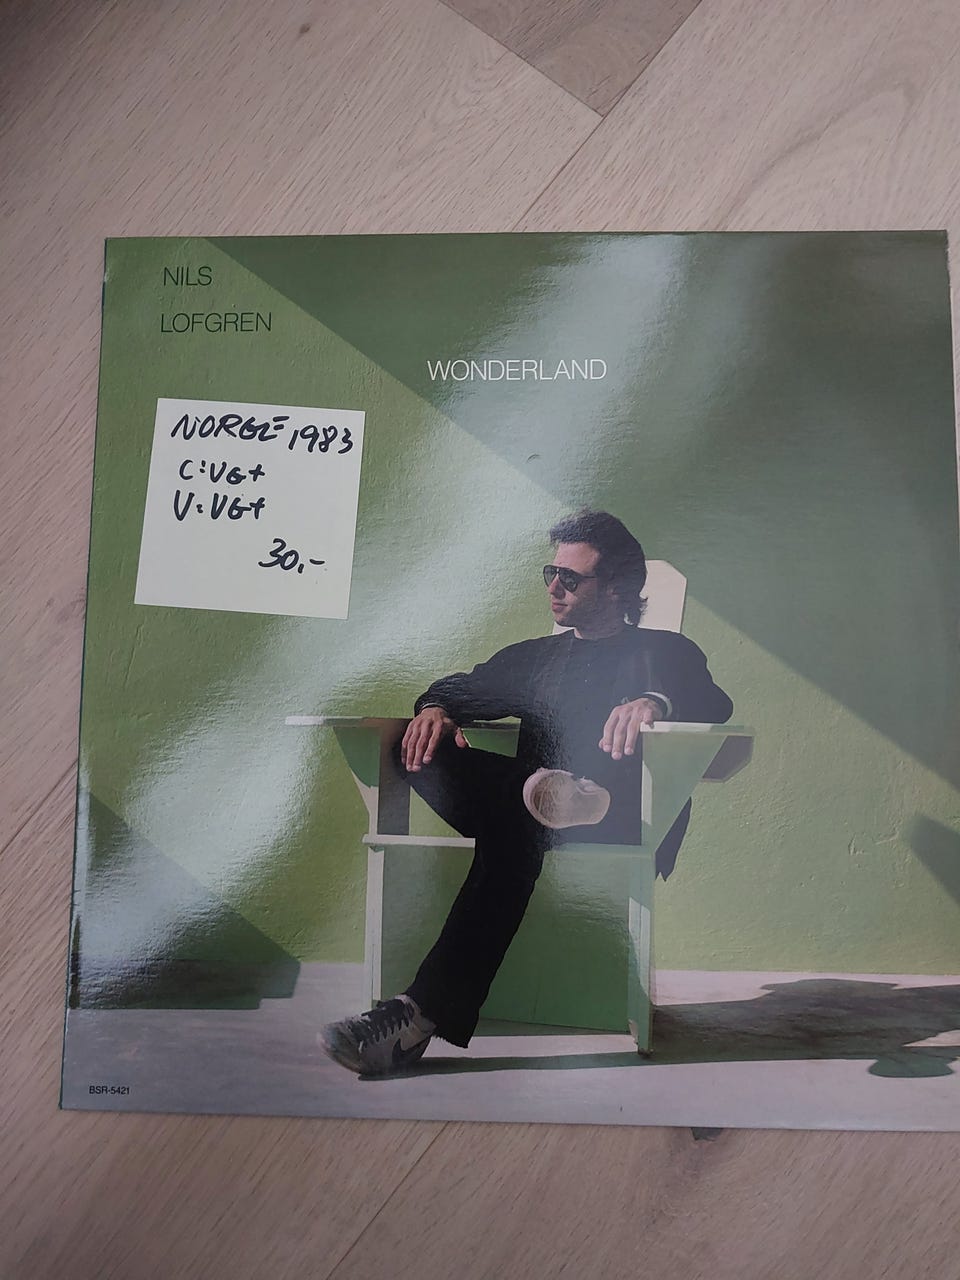 NILS
LOFGREN
WONDERLAND
NORGE 1983
C:VG+
V:VG+
30,-
BSR-5421